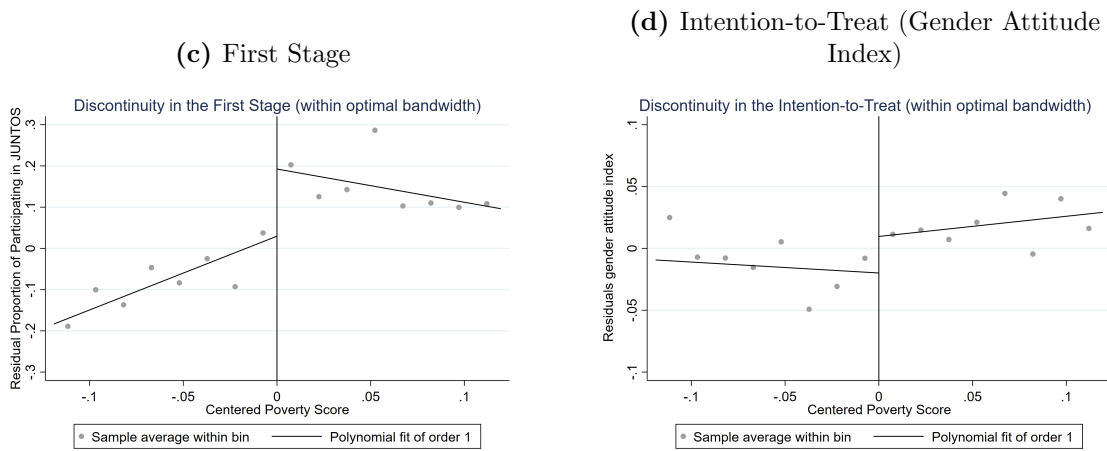 (c) First Stage
Discontinuity in the First Stage (within optimal bandwidth)
Residual Proportion of Participating in JUNTOS
.3
.2
.1
0
-.1
-.2
-.3
-.1
-.05
0
.05
.1
Centered Poverty Score
Sample average within bin
Polynomial fit of order 1
(d) Intention-to-Treat (Gender Attitude
Index)
Discontinuity in the Intention-to-Treat (within optimal bandwidth)
Residuals gender attitude index
.1
.05
0
-.05
-.1
-.1
-.05
0
.05
.1
Centered Poverty Score
Sample average within bin
Polynomial fit of order 1